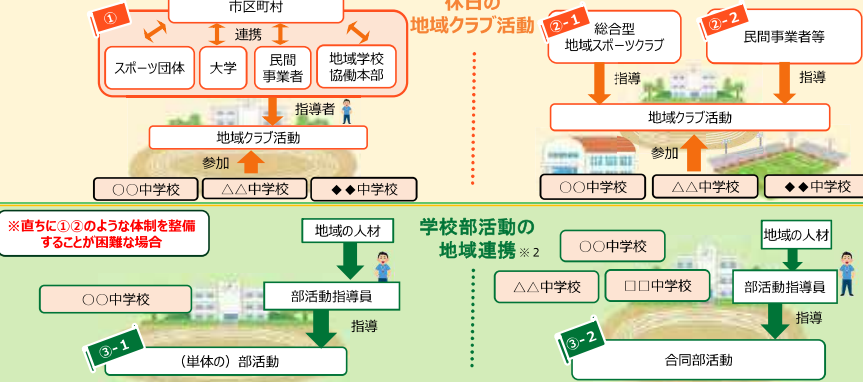 ①
市区町村
連携
スポーツ団体
大学
民間
事業者
地域学校
協働本部
指導者
地域クラブ活動
参加
○○中学校
△△中学校
◆◆中学校
休日の
地域クラブ活動
②-1
総合型
地域スポーツクラブ
②-2
民間事業者等
指導
指導
地域クラブ活動
参加
○○中学校
△△中学校
◆◆中学校
※直ちに①②のような体制を整備
することが困難な場合
学校部活動の
地域連携※2
地域の人材
○○中学校
部活動指導員
指導
③-1
（単体の）部活動
○○中学校
△△中学校
□□中学校
地域の人材
部活動指導員
指導
③-2
合同部活動